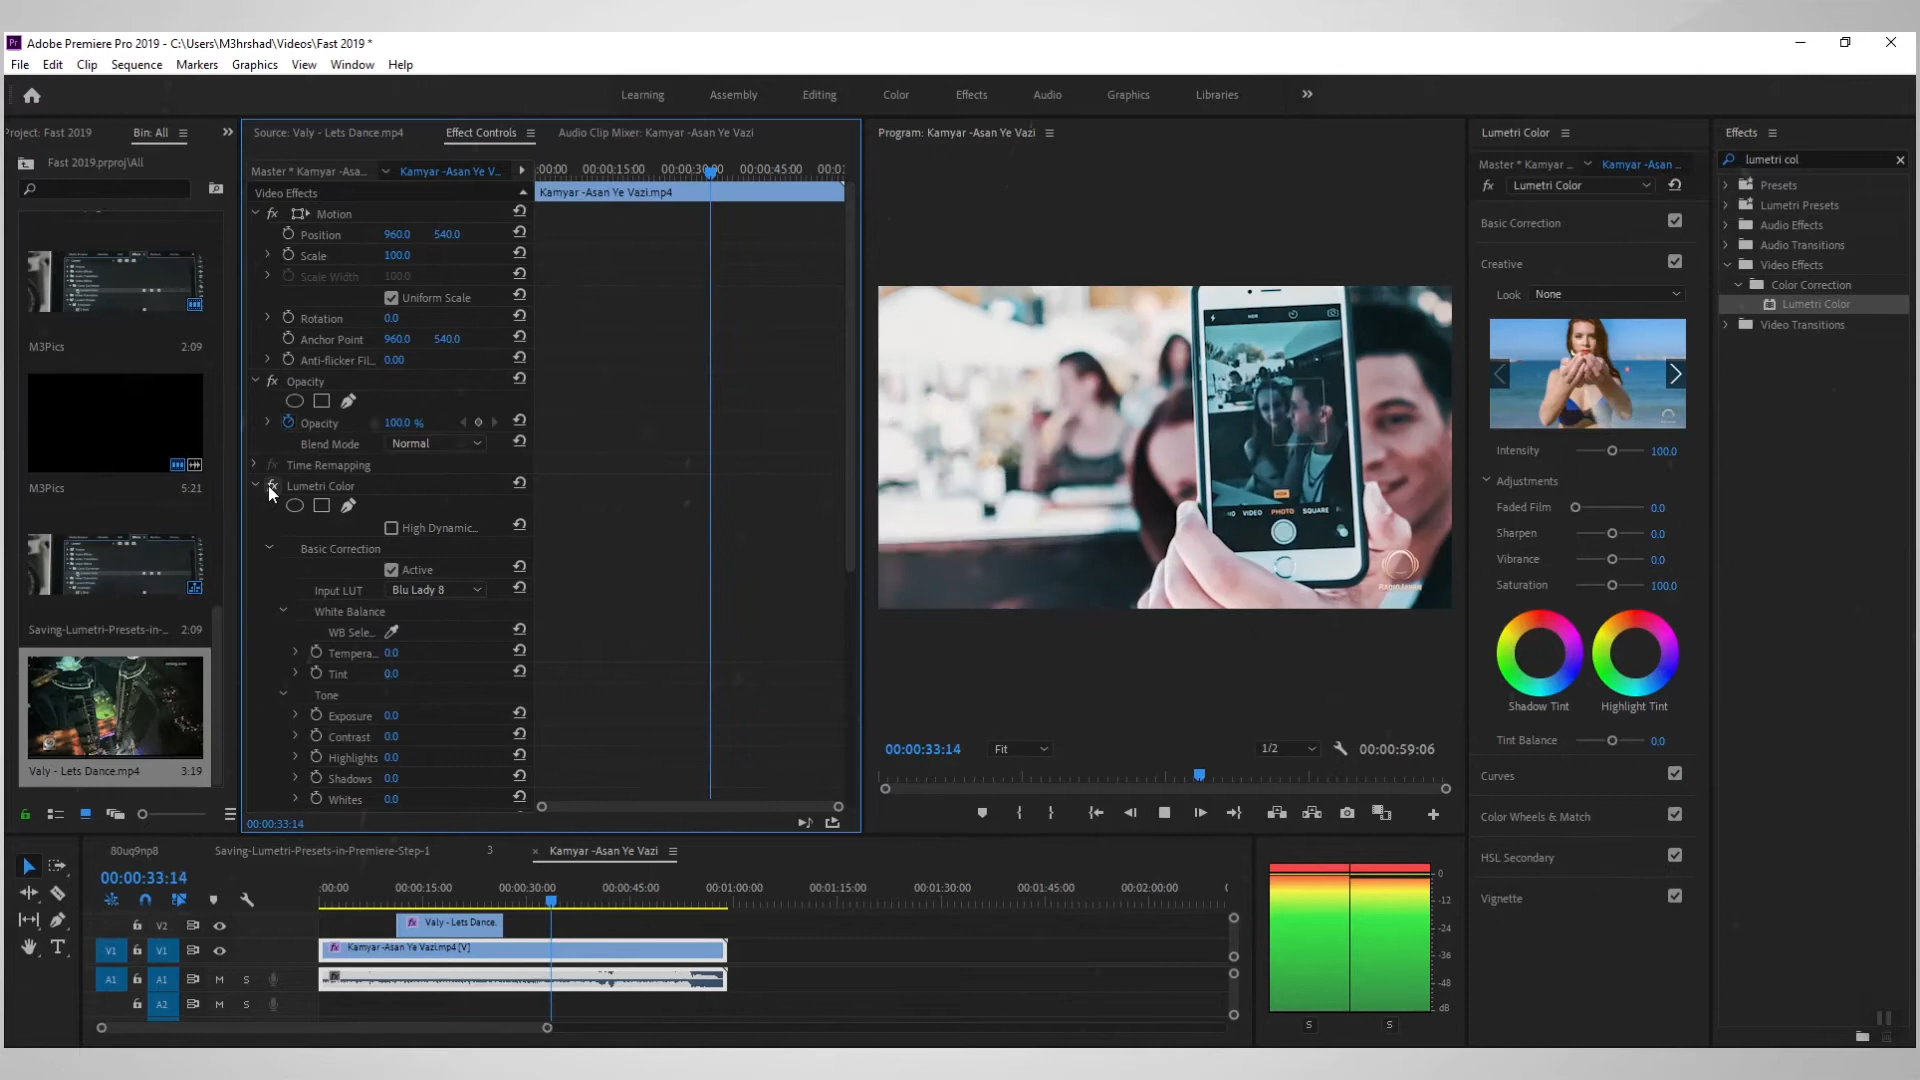 Adobe Premiere Pro 2019 - C:\Users\M3hrshad\Videos\Fast 2019 *
File Edit Clip Sequence Markers Graphics View Window Help
Learning Assembly Editing Color Effects Audio Graphics Libraries
Project: Fast 2019 Bin: All
Fast 2019.prproj\All
M3Pics 2:09
M3Pics 5:21
Saving-Lumetri-Presets-in-... 2:09
Valy - Lets Dance.mp4 3:19
Source: Valy - Lets Dance.mp4 Effect Controls Audio Clip Mixer: Kamyar -Asan Ye Vazi
Master * Kamyar -Asa... Kamyar -Asan Ye V... :00:00 00:00:15:00 00:00:30:00 00:00:45:00 00:0:
Video Effects Kamyar -Asan Ye Vazi.mp4
fx Motion
Position 960.0 540.0
Scale 100.0
Scale Width 100.0
Uniform Scale
Rotation 0.0
Anchor Point 960.0 540.0
Anti-flicker Fil... 0.00
fx Opacity
Opacity 100.0 %
Blend Mode Normal
fx Time Remapping
fx Lumetri Color
High Dynamic...
Basic Correction
Active
Input LUT Blu Lady 8
White Balance
WB Sele...
Tempera... 0.0
Tint 0.0
Tone
Exposure 0.0
Contrast 0.0
Highlights 0.0
Shadows 0.0
Whites 0.0
00:00:33:14
Program: Kamyar -Asan Ye Vazi
VIDEO PHOTO SQUARE
00:00:33:14 Fit 1/2 00:00:59:06
Lumetri Color
Master * Kamyar ... Kamyar -Asan ...
fx Lumetri Color
Basic Correction
Creative
Look None
Intensity 100.0
Adjustments
Faded Film 0.0
Sharpen 0.0
Vibrance 0.0
Saturation 100.0
Shadow Tint Highlight Tint
Tint Balance 0.0
Curves
Color Wheels & Match
HSL Secondary
Vignette
Effects
lumetri col
Presets
Lumetri Presets
Audio Effects
Audio Transitions
Video Effects
Color Correction
Lumetri Color
Video Transitions
80uq9np8 Saving-Lumetri-Presets-in-Premiere-Step-1 3 Kamyar -Asan Ye Vazi
00:00:33:14 :00:00 00:00:15:00 00:00:30:00 00:00:45:00 00:01:00:00 00:01:15:00 00:01:30:00 00:01:45:00 00:02:00:00
V2 fx Valy - Lets Dance.
V1 V1 fx Kamyar -Asan Ye Vazi.mp4 [V]
A1 A1 M S
A2 M S
0
-12
-24
-36
-48
dB
S S